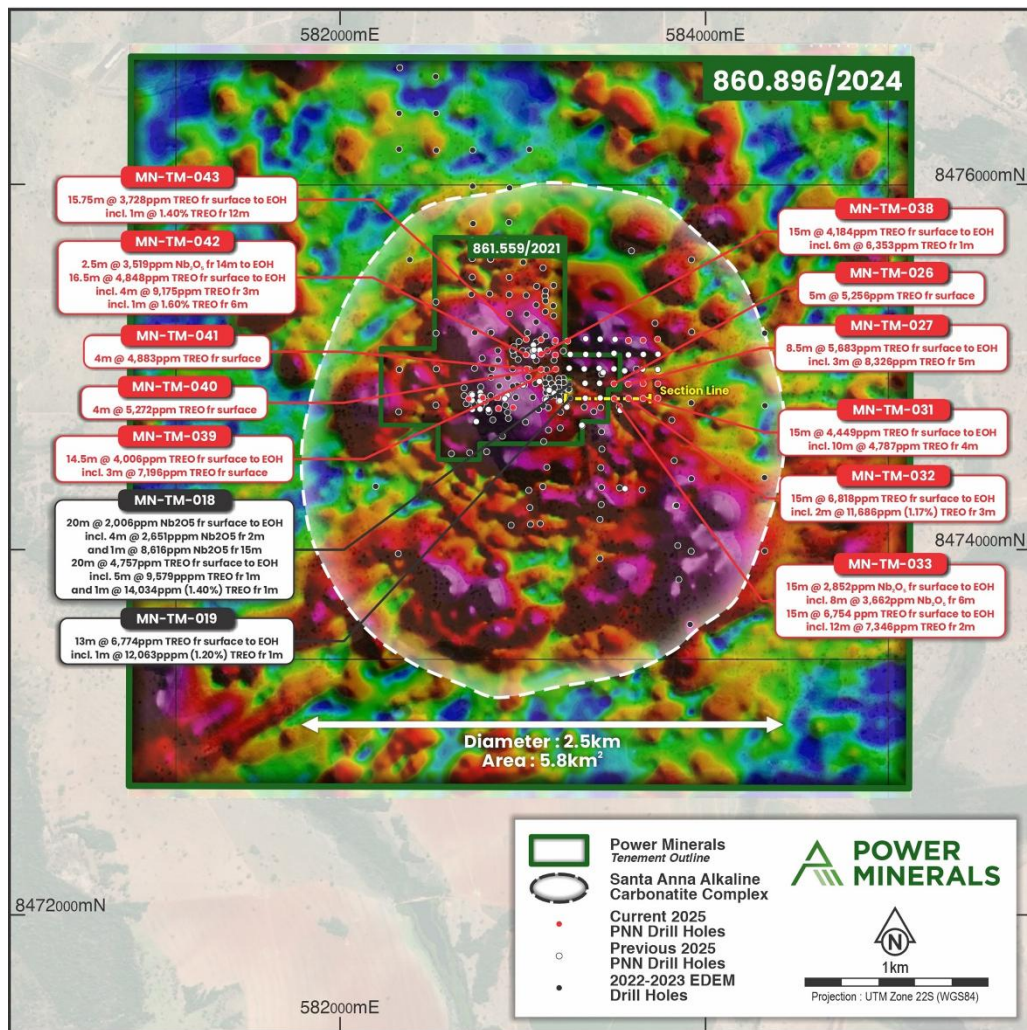 582000mE
584000mE
860.896/2024
8476000mN
MN-TM-043
15.75m @ 3,728ppm TREO fr surface to EOH
incl. 1m @ 1.40% TREO fr 12m
MN-TM-042
2.5m @ 3,519ppm Nb₂O₅ fr 14m to EOH
16.5m @ 4,848ppm TREO fr surface to EOH
incl. 4m @ 9,175ppm TREO fr 3m
incl. 1m @ 1.60% TREO fr 6m
MN-TM-041
4m @ 4,883ppm TREO fr surface
MN-TM-040
4m @ 5,272ppm TREO fr surface
MN-TM-039
14.5m @ 4,006ppm TREO fr surface to EOH
incl. 3m @ 7,196ppm TREO fr surface
MN-TM-018
20m @ 2,006ppm Nb2O5 fr surface to EOH
incl. 4m @ 2,651pppm Nb2O5 fr 2m
and 1m @ 8,616ppm Nb2O5 fr 15m
20m @ 4,757ppm TREO fr surface to EOH
incl. 5m @ 9,579pppm TREO fr 1m
and 1m @ 14,034ppm (1.40%) TREO fr 1m
MN-TM-019
13m @ 6,774ppm TREO fr surface to EOH
incl. 1m @ 12,063pppm (1.20%) TREO fr 1m
861.559/2021
Section Line
MN-TM-038
15m @ 4,184ppm TREO fr surface to EOH
incl. 6m @ 6,353ppm TREO fr 1m
MN-TM-026
5m @ 5,256ppm TREO fr surface
MN-TM-027
8.5m @ 5,683ppm TREO fr surface to EOH
incl. 3m @ 8,326ppm TREO fr 5m
MN-TM-031
15m @ 4,449ppm TREO fr surface to EOH
incl. 10m @ 4,787ppm TREO fr 4m
MN-TM-032
15m @ 6,818ppm TREO fr surface to EOH
incl. 2m @ 11,686ppm (1.17%) TREO fr 3m
8474000mN
MN-TM-033
15m @ 2,852ppm Nb₂O₅ fr surface to EOH
incl. 8m @ 3,662ppm Nb₂O₅ fr 6m
15m @ 6,754 ppm TREO fr surface to EOH
incl. 12m @ 7,346ppm TREO fr 2m
Diameter : 2.5km
Area : 5.8km²
8472000mN
582000mE
Power Minerals
Tenement Outline
Santa Anna Alkaline
Carbonatite Complex
Current 2025
PNN Drill Holes
Previous 2025
PNN Drill Holes
2022-2023 EDEM
Drill Holes
POWER
MINERALS
N
1km
Projection : UTM Zone 22S (WGS84)